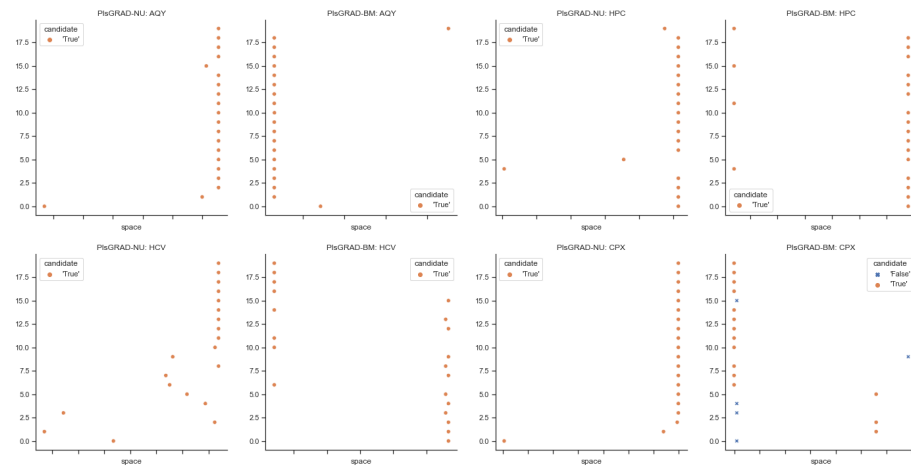 PlsGRAD-NU: AQY
candidate
'True'
17.5
15.0
12.5
10.0
7.5
5.0
2.5
0.0
space
PlsGRAD-BM: AQY
17.5
15.0
12.5
10.0
7.5
5.0
2.5
0.0
candidate
'True'
space
PlsGRAD-NU: HPC
candidate
'True'
17.5
15.0
12.5
10.0
7.5
5.0
2.5
0.0
space
PlsGRAD-BM: HPC
17.5
15.0
12.5
10.0
7.5
5.0
2.5
0.0
candidate
'True'
space
PlsGRAD-NU: HCV
candidate
'True'
17.5
15.0
12.5
10.0
7.5
5.0
2.5
0.0
space
PlsGRAD-BM: HCV
candidate
'True'
17.5
15.0
12.5
10.0
7.5
5.0
2.5
0.0
space
PlsGRAD-NU: CPX
candidate
'True'
17.5
15.0
12.5
10.0
7.5
5.0
2.5
0.0
space
PlsGRAD-BM: CPX
candidate
'False'
'True'
17.5
15.0
12.5
10.0
7.5
5.0
2.5
0.0
space